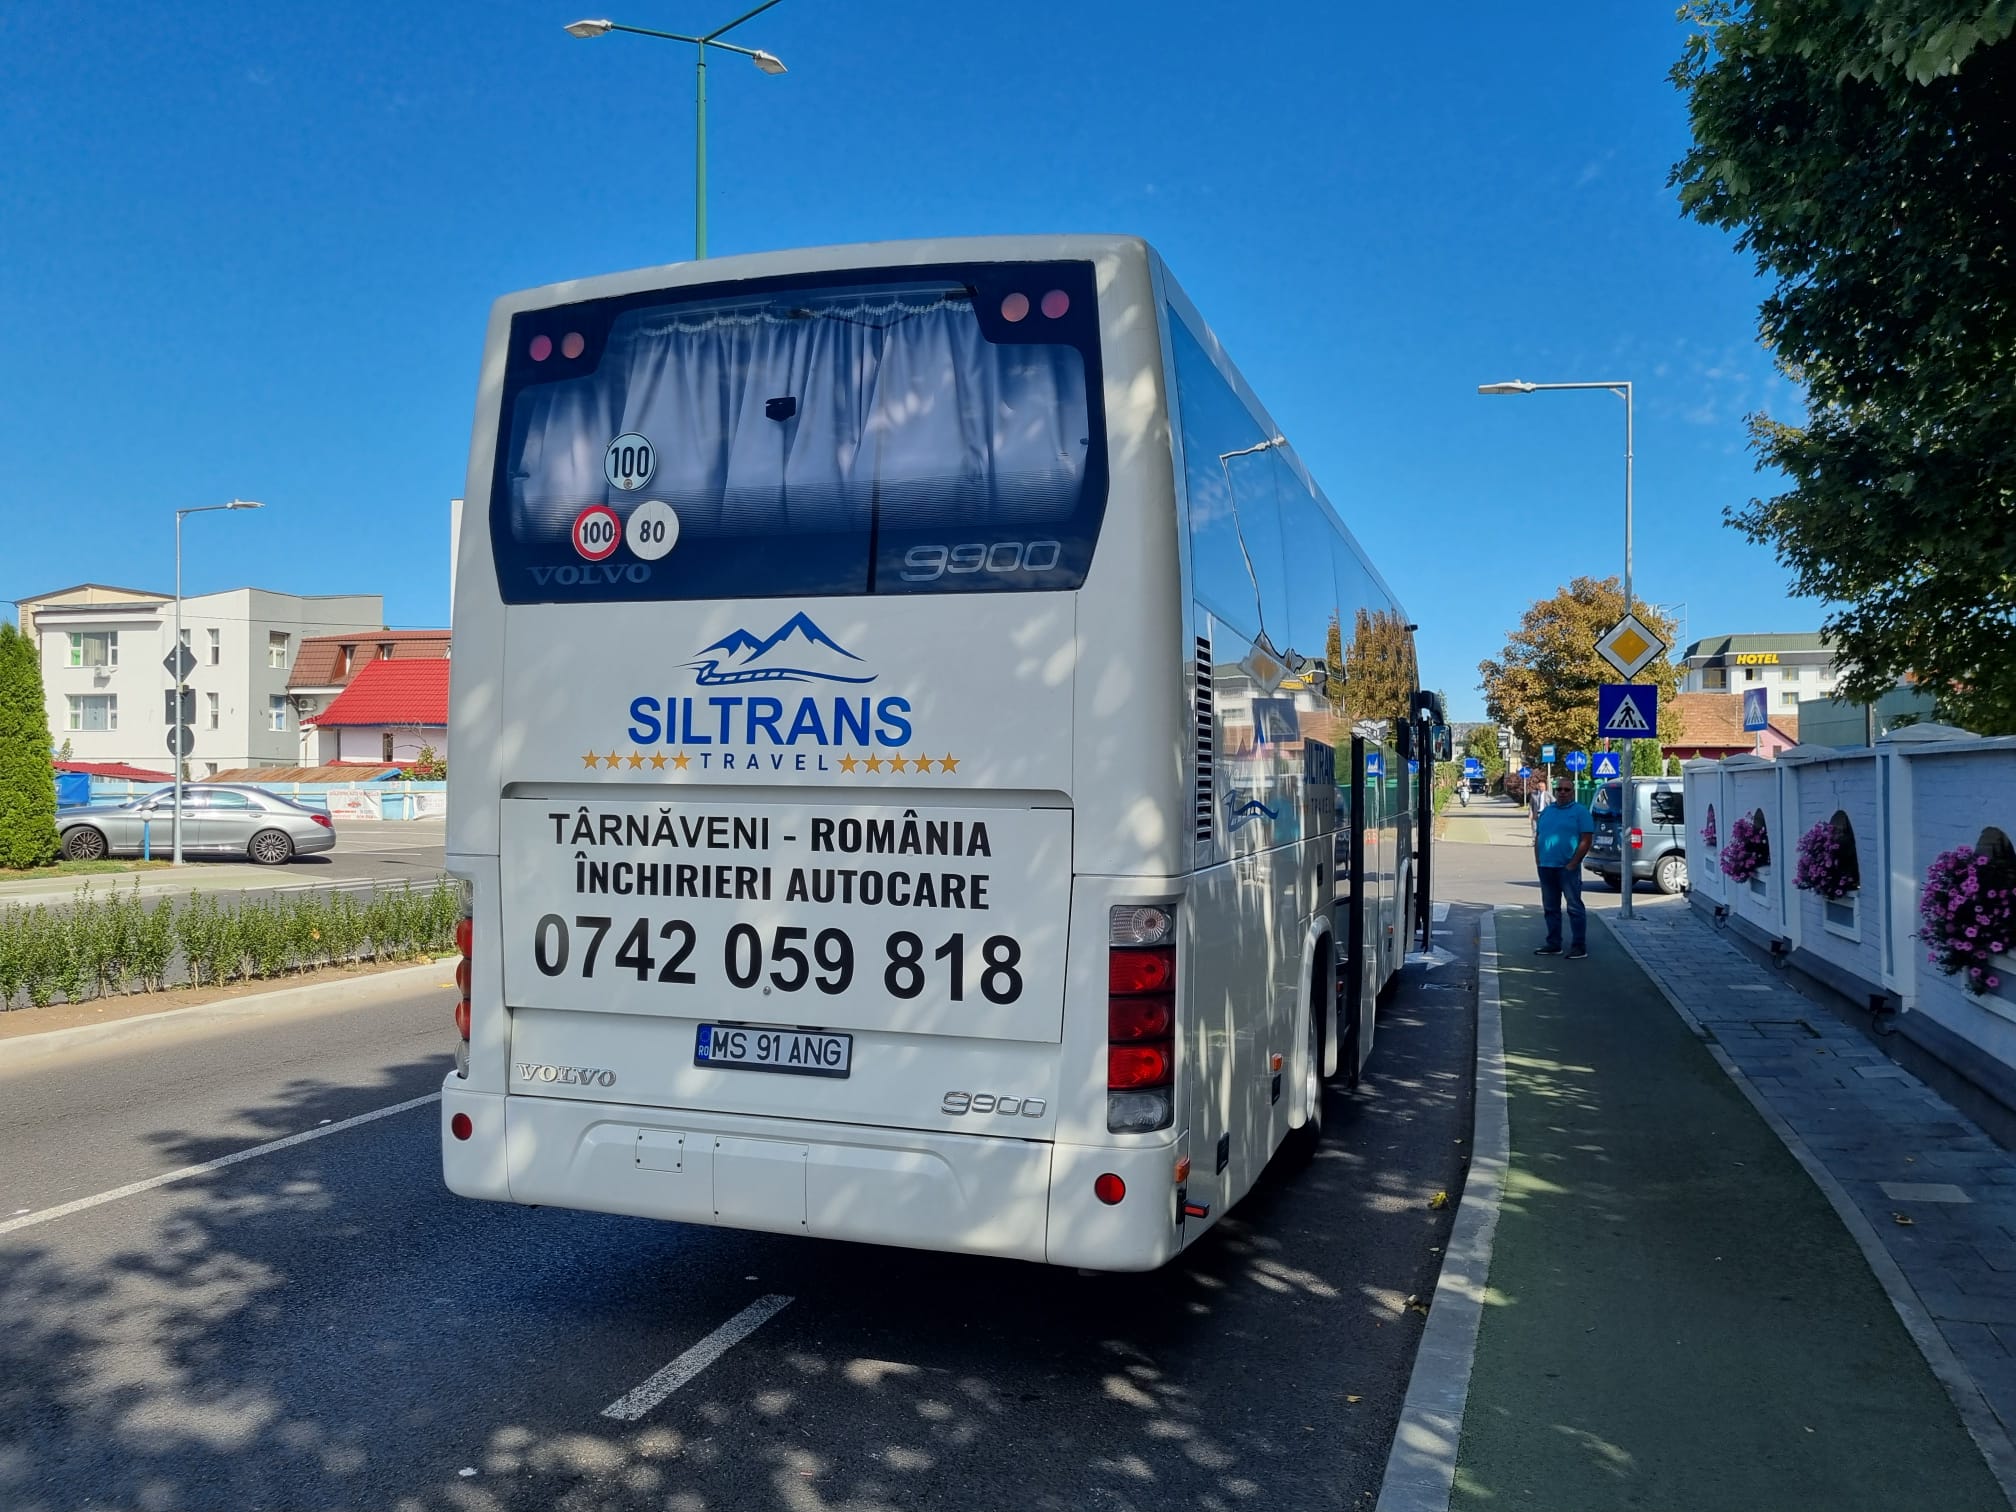 100
100 80
VOLVO 9900
SILTRANS
TRAVEL
TÂRNĂVENI - ROMÂNIA
ÎNCHIRIERI AUTOCARE
0742 059 818
RO MS 91 ANG
VOLVO 9900
HOTEL